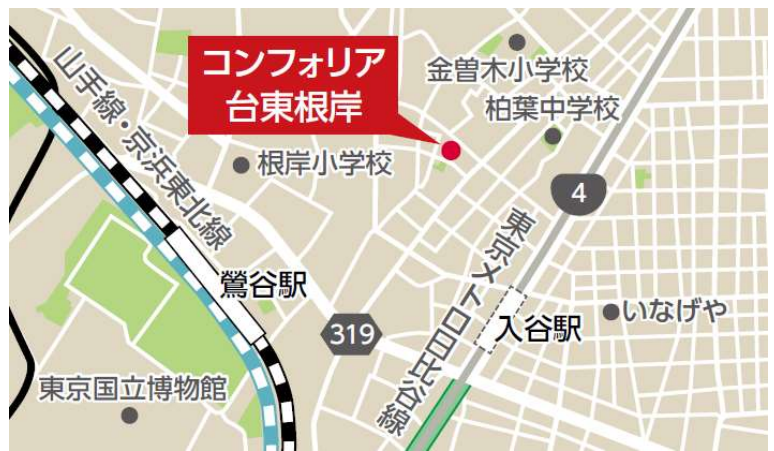 コンフォリア
台東根岸
金曽木小学校
柏葉中学校
山手線・京浜東北線
根岸小学校
4
東京メトロ日比谷線
鶯谷駅
319
入谷駅
いなげや
東京国立博物館